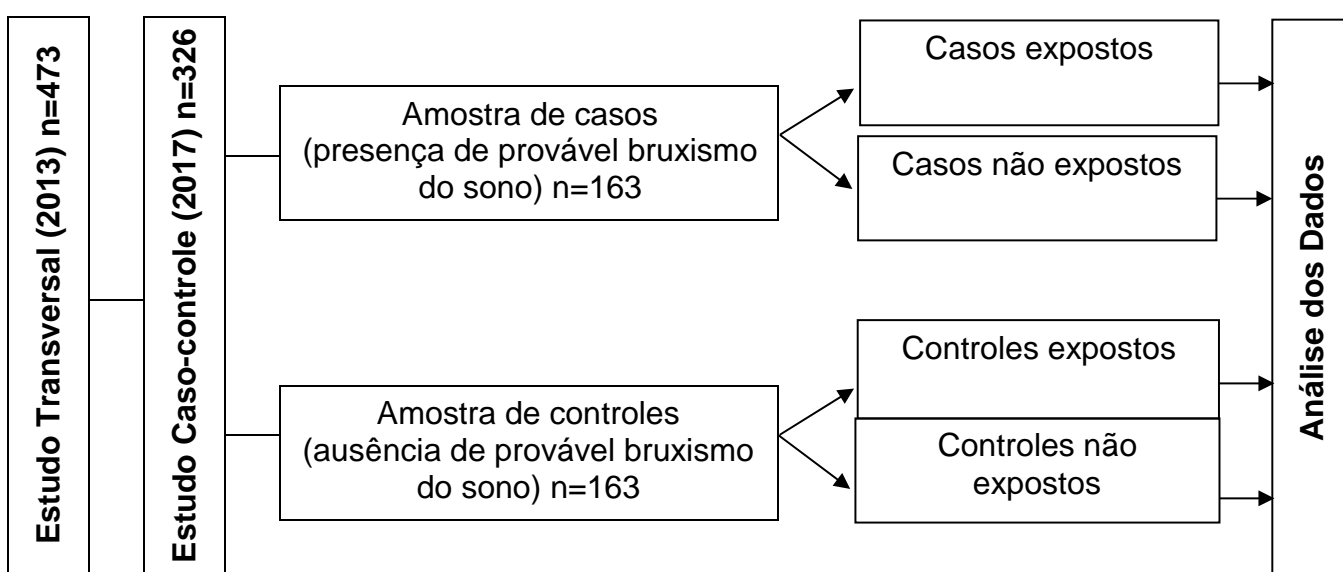 Estudo Transversal (2013) n=473
Estudo Caso-controle (2017) n=326
Amostra de casos
(presença de provável bruxismo
do sono) n=163
Casos expostos
Casos não expostos
Amostra de controles
(ausência de provável bruxismo
do sono) n=163
Controles expostos
Controles não
expostos
Análise dos Dados